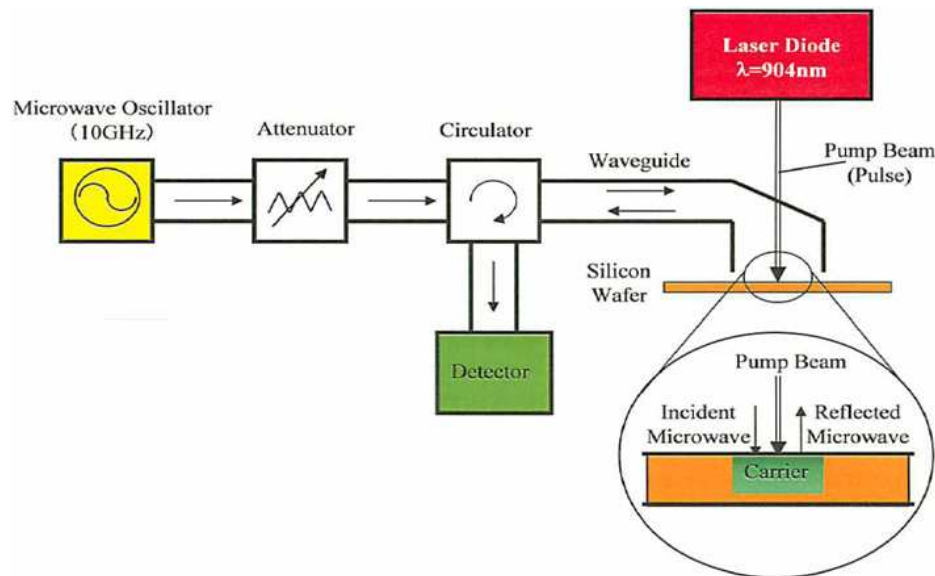 Laser Diode
λ=904nm
Microwave Oscillator
(10GHz)
Attenuator
Circulator
Waveguide
Pump Beam
(Pulse)
Silicon
Wafer
Detector
Pump Beam
Incident
Microwave
Reflected
Microwave
Carrier